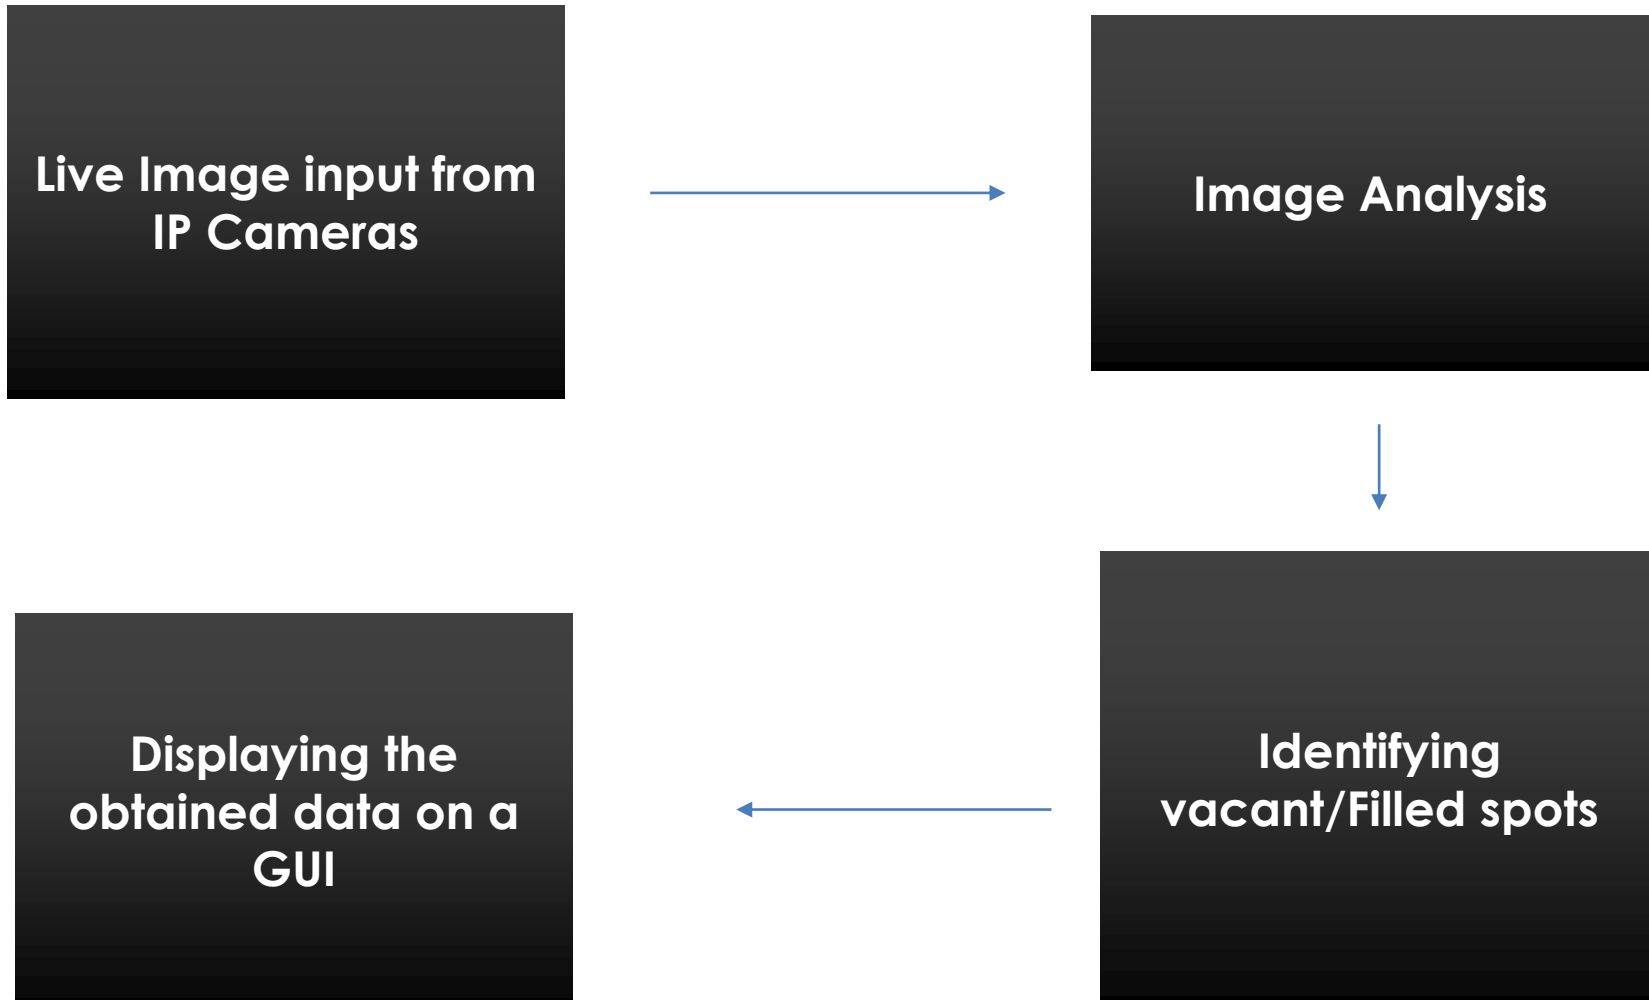 Live Image input from
IP Cameras
Image Analysis
Identifying
vacant/Filled spots
Displaying the
obtained data on a
GUI